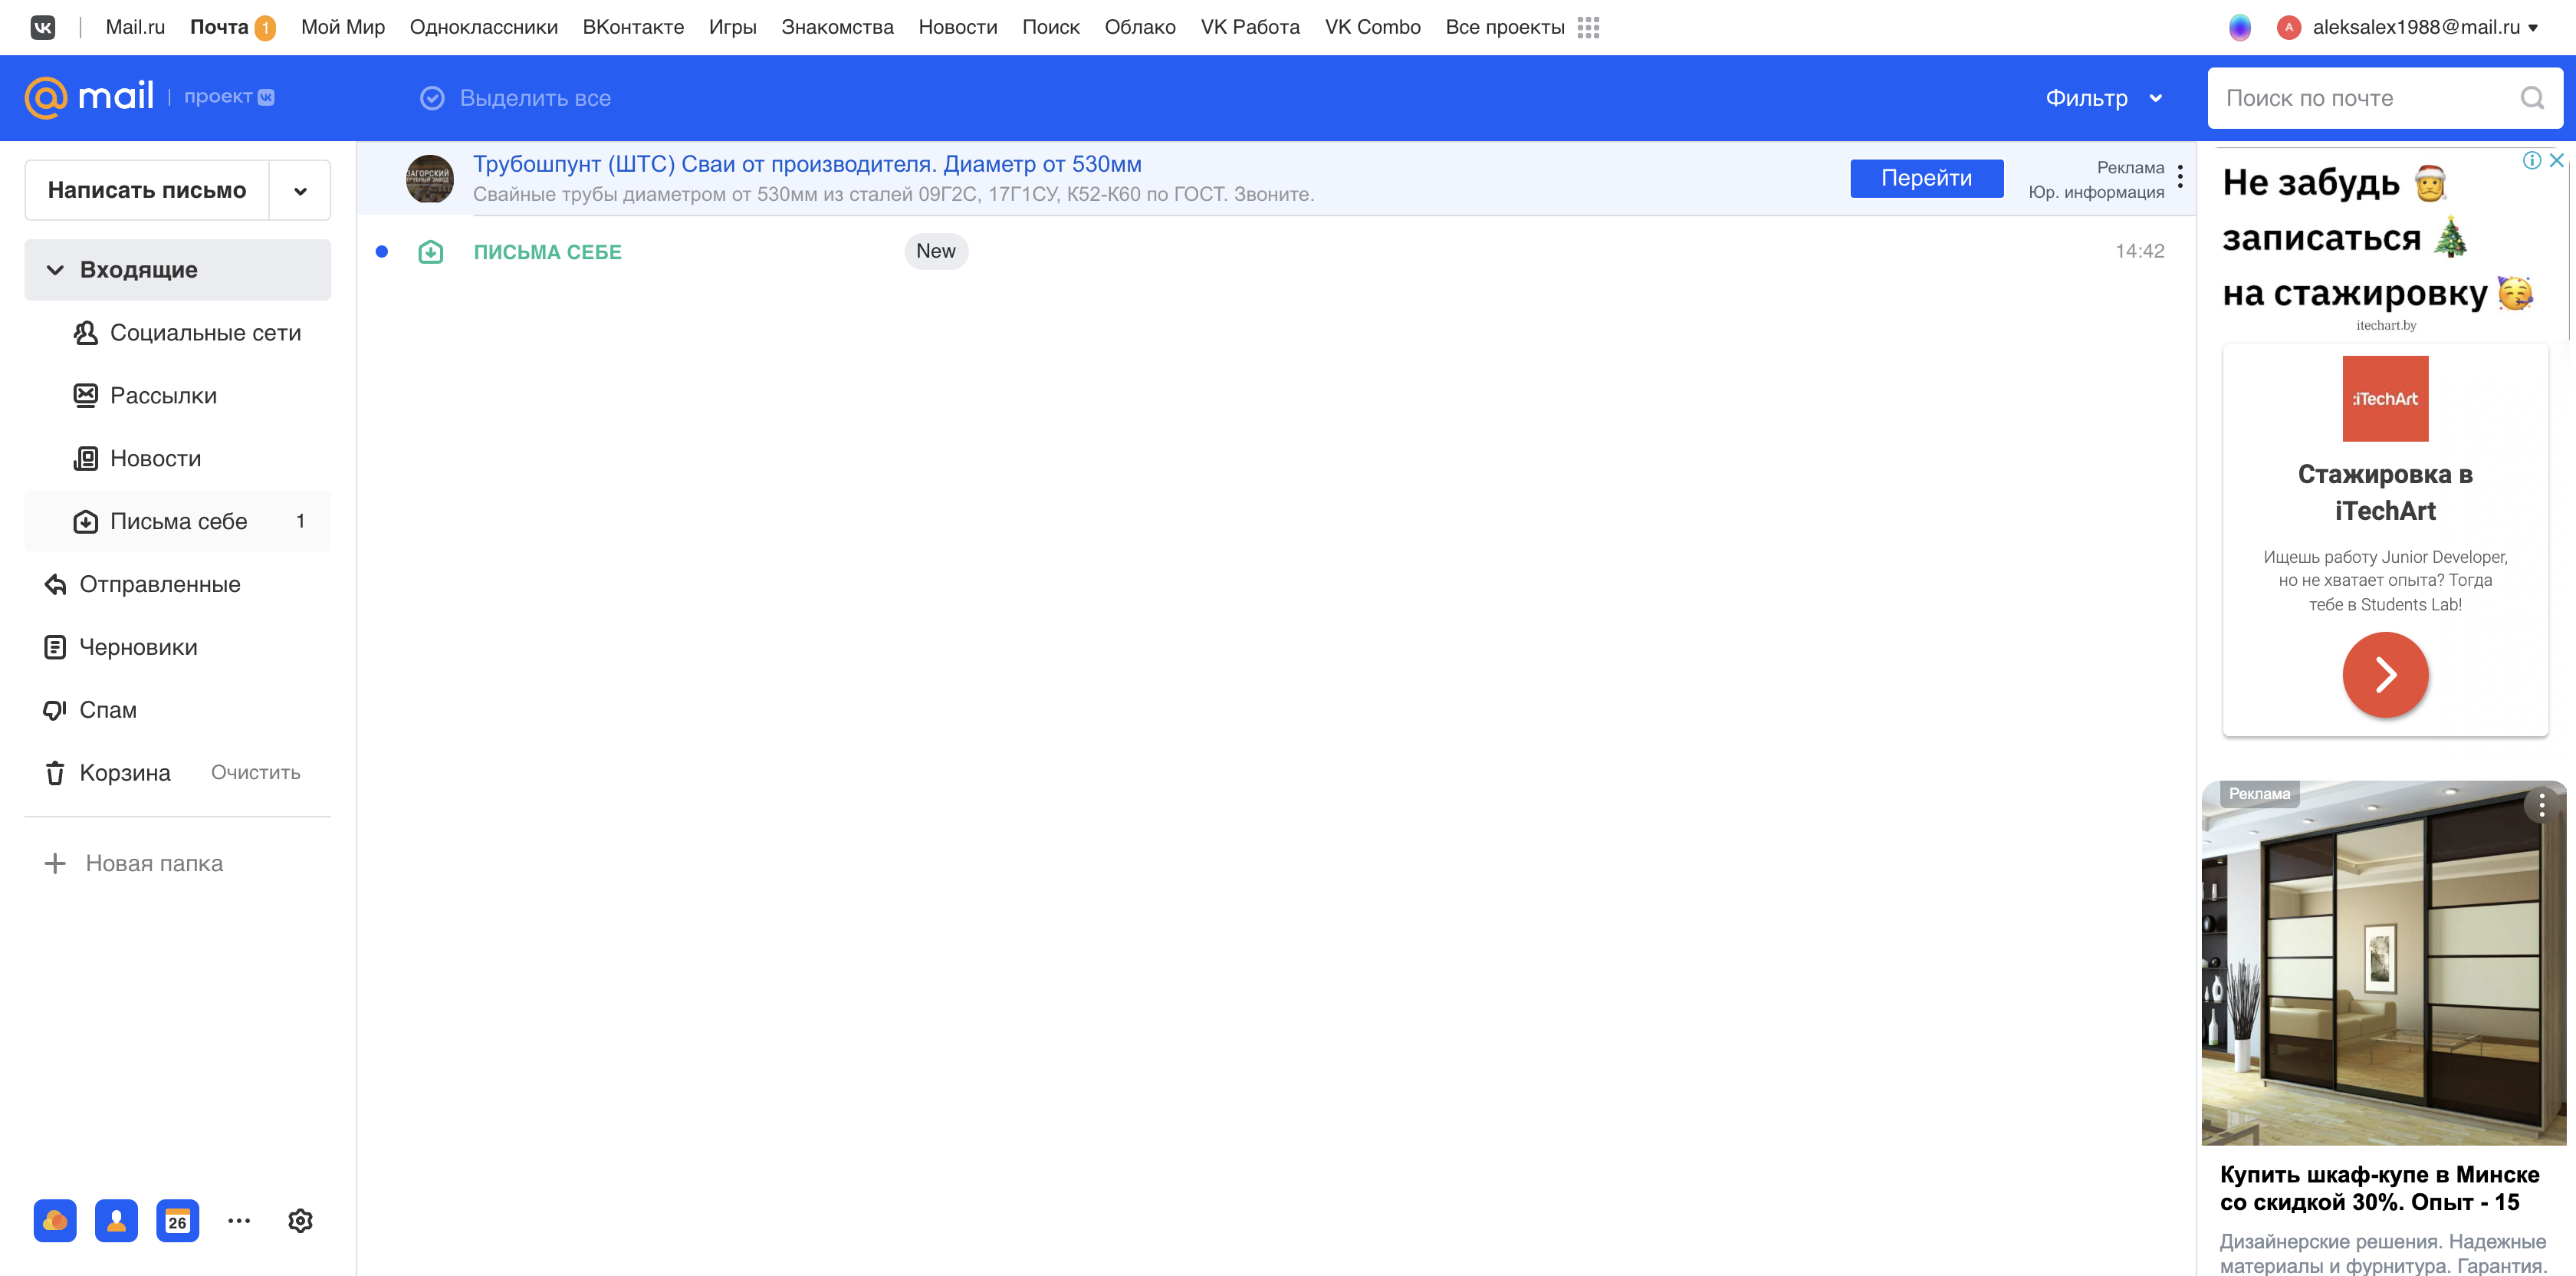 Mail.ru Почта 1 Мой Мир Одноклассники ВКонтакте Игры Знакомства Новости Поиск Облако VK Работа VK Combo Все проекты A aleksalex1988@mail.ru
@mail проект
Выделить все
Фильтр
Поиск по почте
Написать письмо
Входящие
Социальные сети
Рассылки
Новости
Письма себе 1
Отправленные
Черновики
Спам
Корзина Очистить
Новая папка
26
ЗАГОРСКИЙ
ТРУБНЫЙ ЗАВОД
Трубошпунт (ШТС) Сваи от производителя. Диаметр от 530мм
Свайные трубы диаметром от 530мм из сталей 09Г2С, 17Г1СУ, К52-К60 по ГОСТ. Звоните.
Перейти
Реклама
Юр. информация
ПИСЬМА СЕБЕ New 14:42
Не забудь
записаться
на стажировку
itechart.by
:iTechArt
Стажировка в
iTechArt
Ищешь работу Junior Developer,
но не хватает опыта? Тогда
тебе в Students Lab!
Реклама
Купить шкаф-купе в Минске
со скидкой 30%. Опыт - 15
Дизайнерские решения. Надежные
материалы и фурнитура. Гарантия.